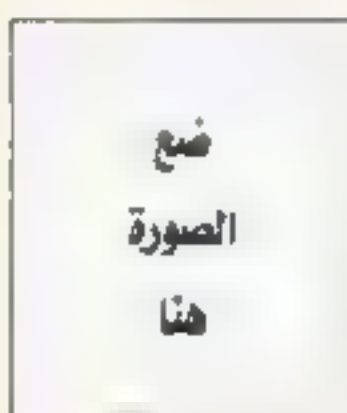 ضع
الصورة
هنا